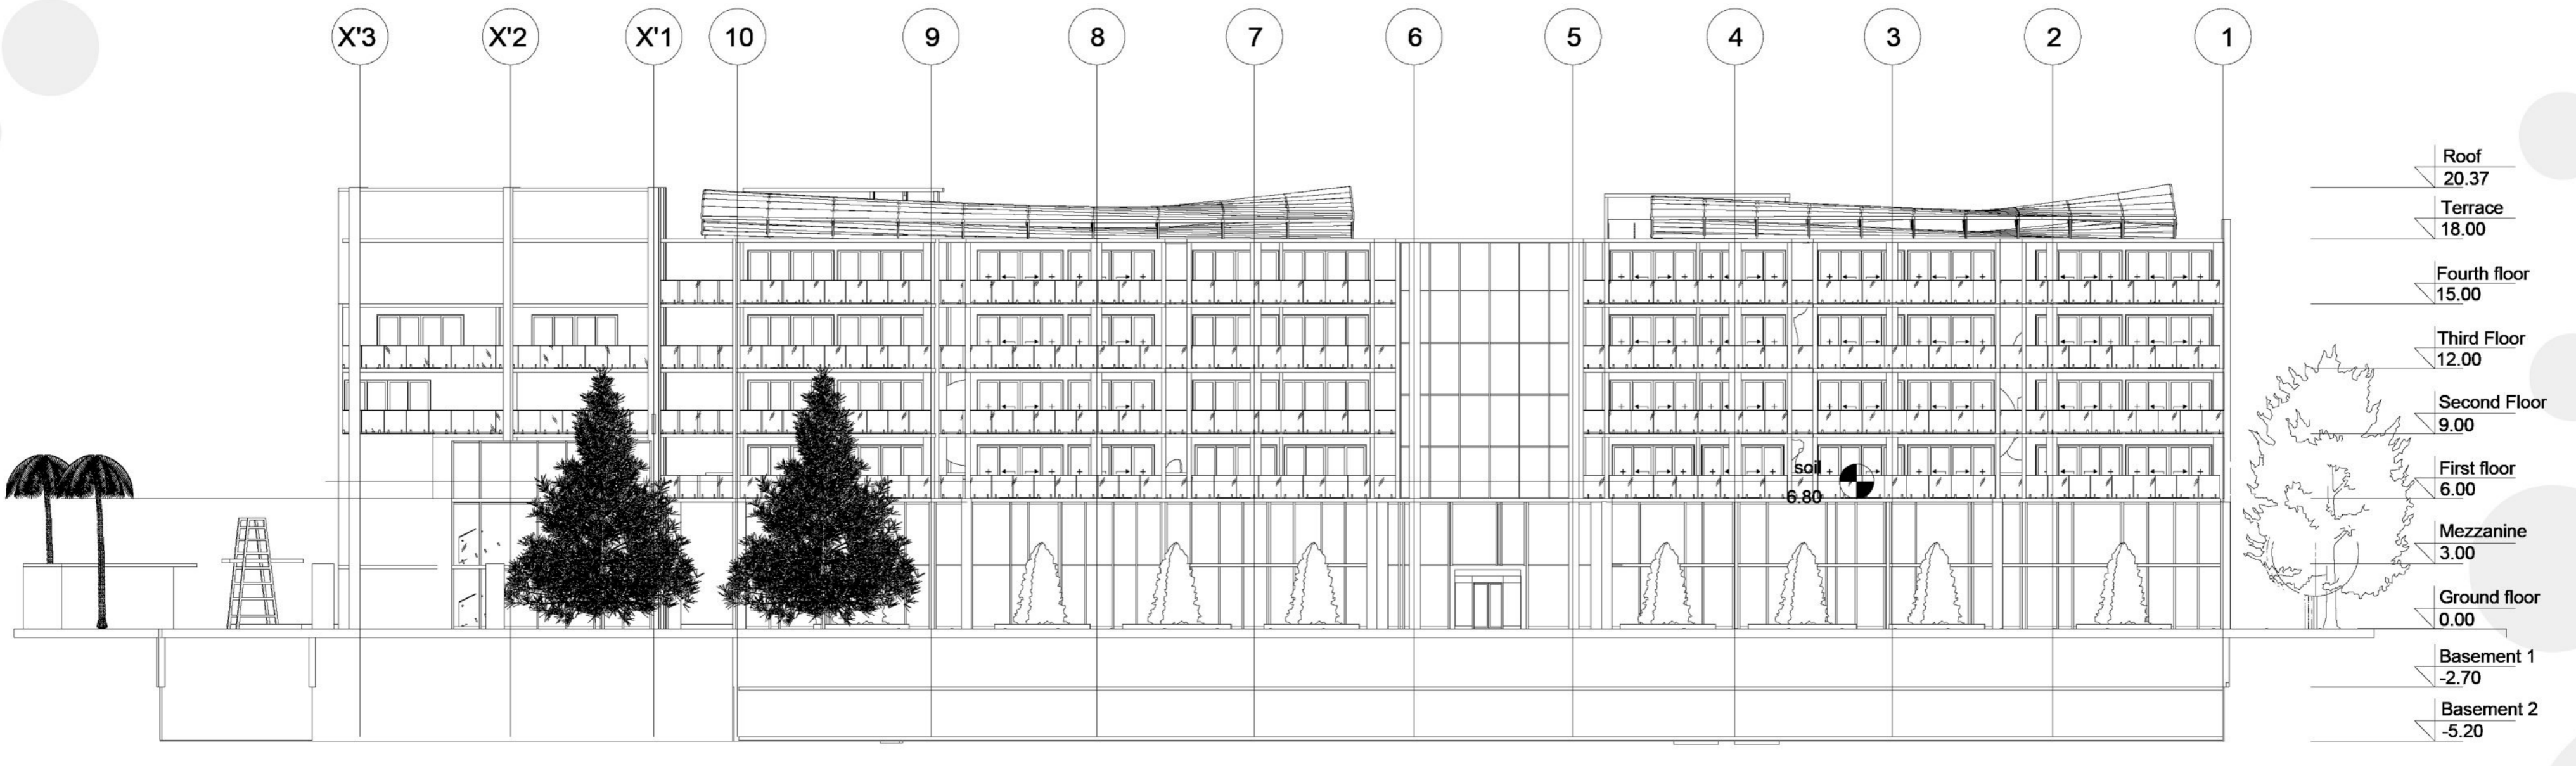 X'3
X'2
X'1
10
9
8
7
6
5
4
3
2
1
Roof
20.37
Terrace
18.00
Fourth floor
15.00
Third Floor
12.00
Second Floor
9.00
soil
6.80
First floor
6.00
Mezzanine
3.00
Ground floor
0.00
Basement 1
-2.70
Basement 2
-5.20